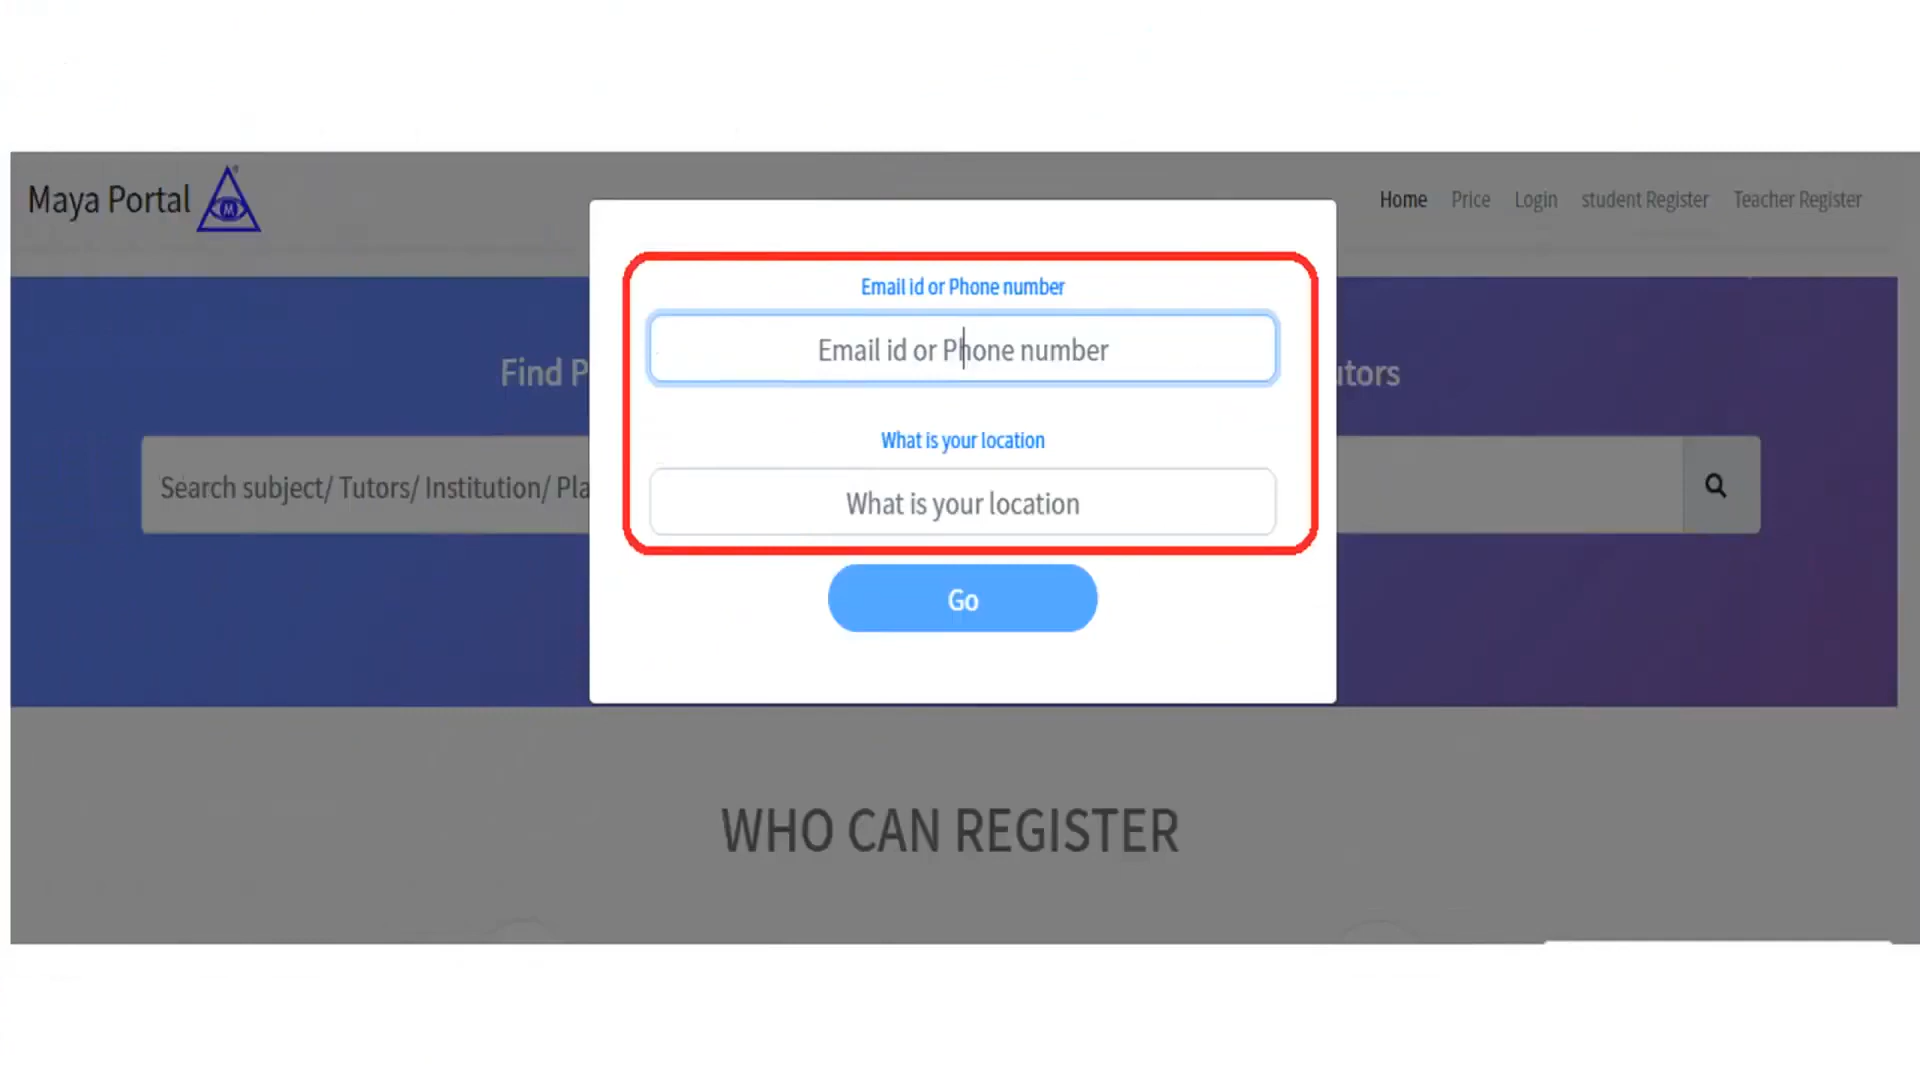 Maya Portal
M
Home Price Login student Register Teacher Register
Email id or Phone number
Email id or Phone number
Find P
utors
What is your location
Search subject/ Tutors/ Institution/ Pla
What is your location
Go
WHO CAN REGISTER